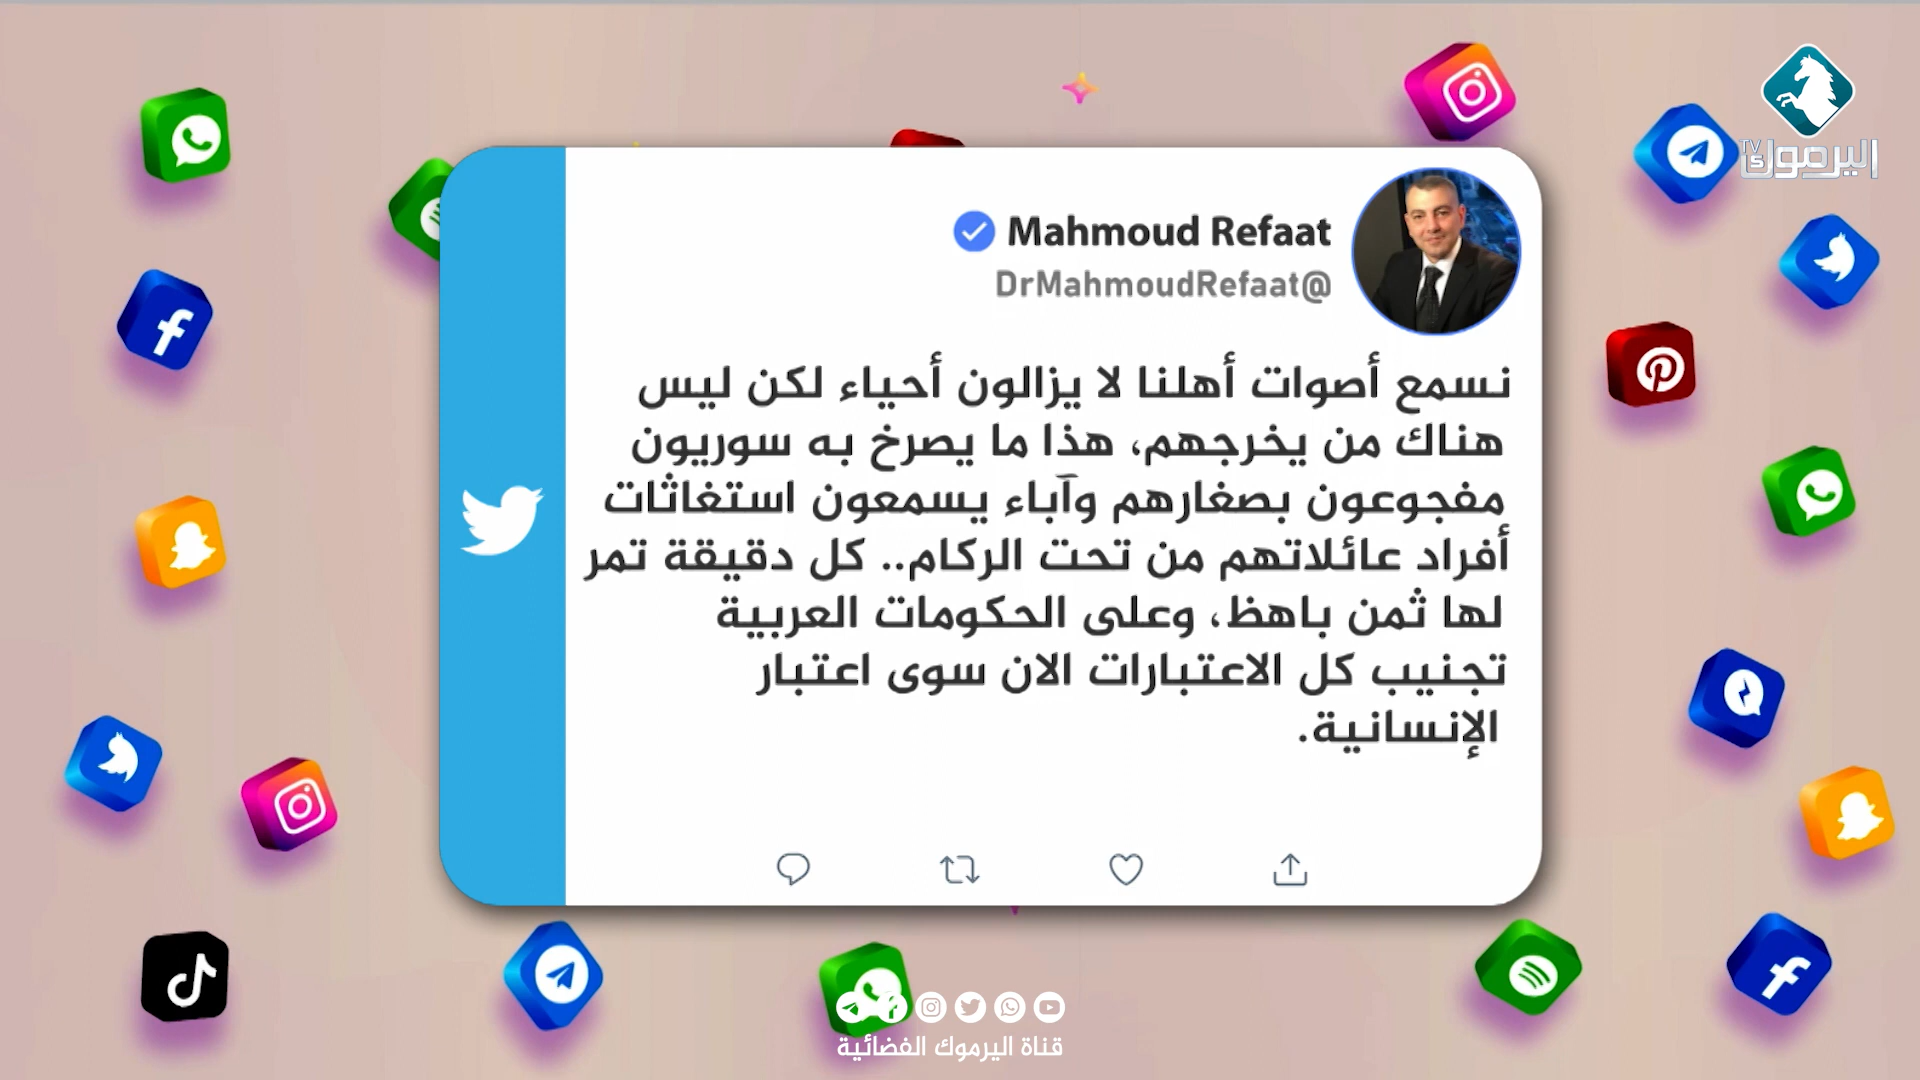 اليرموك
TV
5
Mahmoud Refaat
DrMahmoudRefaat@
نسمع أصوات أهلنا لا يزالون أحياء لكن ليس
هناك من يخرجهم، هذا ما يصرخ به سوريون
مفجوعون بصغارهم وآباء يسمعون استغاثات
أفراد عائلاتهم من تحت الركام.. كل دقيقة تمر
لها ثمن باهظ، وعلى الحكومات العربية
تجنيب كل الاعتبارات الان سوى اعتبار
الإنسانية.
قناة اليرموك الفضائية